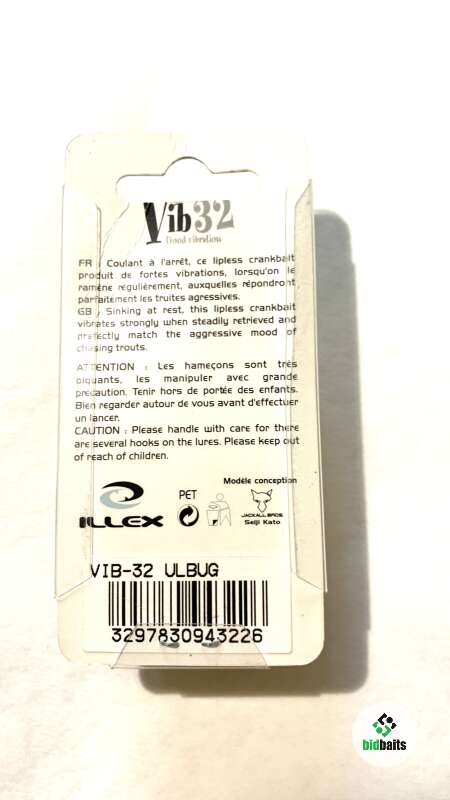 Vib32
Good vibration
FR : Coulant à l'arrêt, ce lipless crankbait
produit de fortes vibrations, lorsqu'on le
ramène régulièrement, auxquelles répondront
parfaitement les truites agressives.
GB : Sinking at rest, this lipless crankbait
vibrates strongly when steadily retrieved and
prefectly match the aggressive mood of
chasing trouts.
ATTENTION : Les hameçons sont très
piquants, les manipuler avec grande
precaution. Tenir hors de portée des enfants.
Bien regarder autour de vous avant d'effectuer
un lancer.
CAUTION : Please handle with care for there
are several hooks on the lures. Please keep out
of reach of children.
Modèle conception
PET
ILLEX
JACKALL BROS.
Seiji Kato
VIB-32 ULBUG
3297830943226
bidbaits